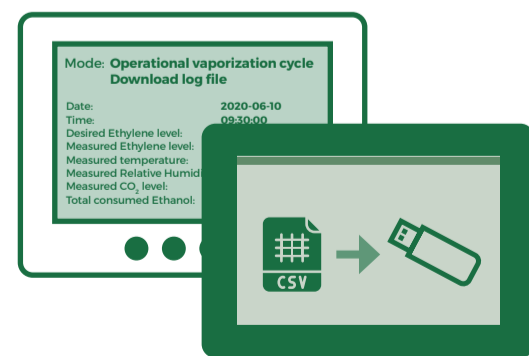 Mode: Operational vaporization cycle
Download log file
Date: 2020-06-10
Time: 09:30:00
Desired Ethylene level:
Measured Ethylene level:
Measured temperature:
Measured Relative
Measured CO₂ level:
Total consumed Ethanol:
CSV